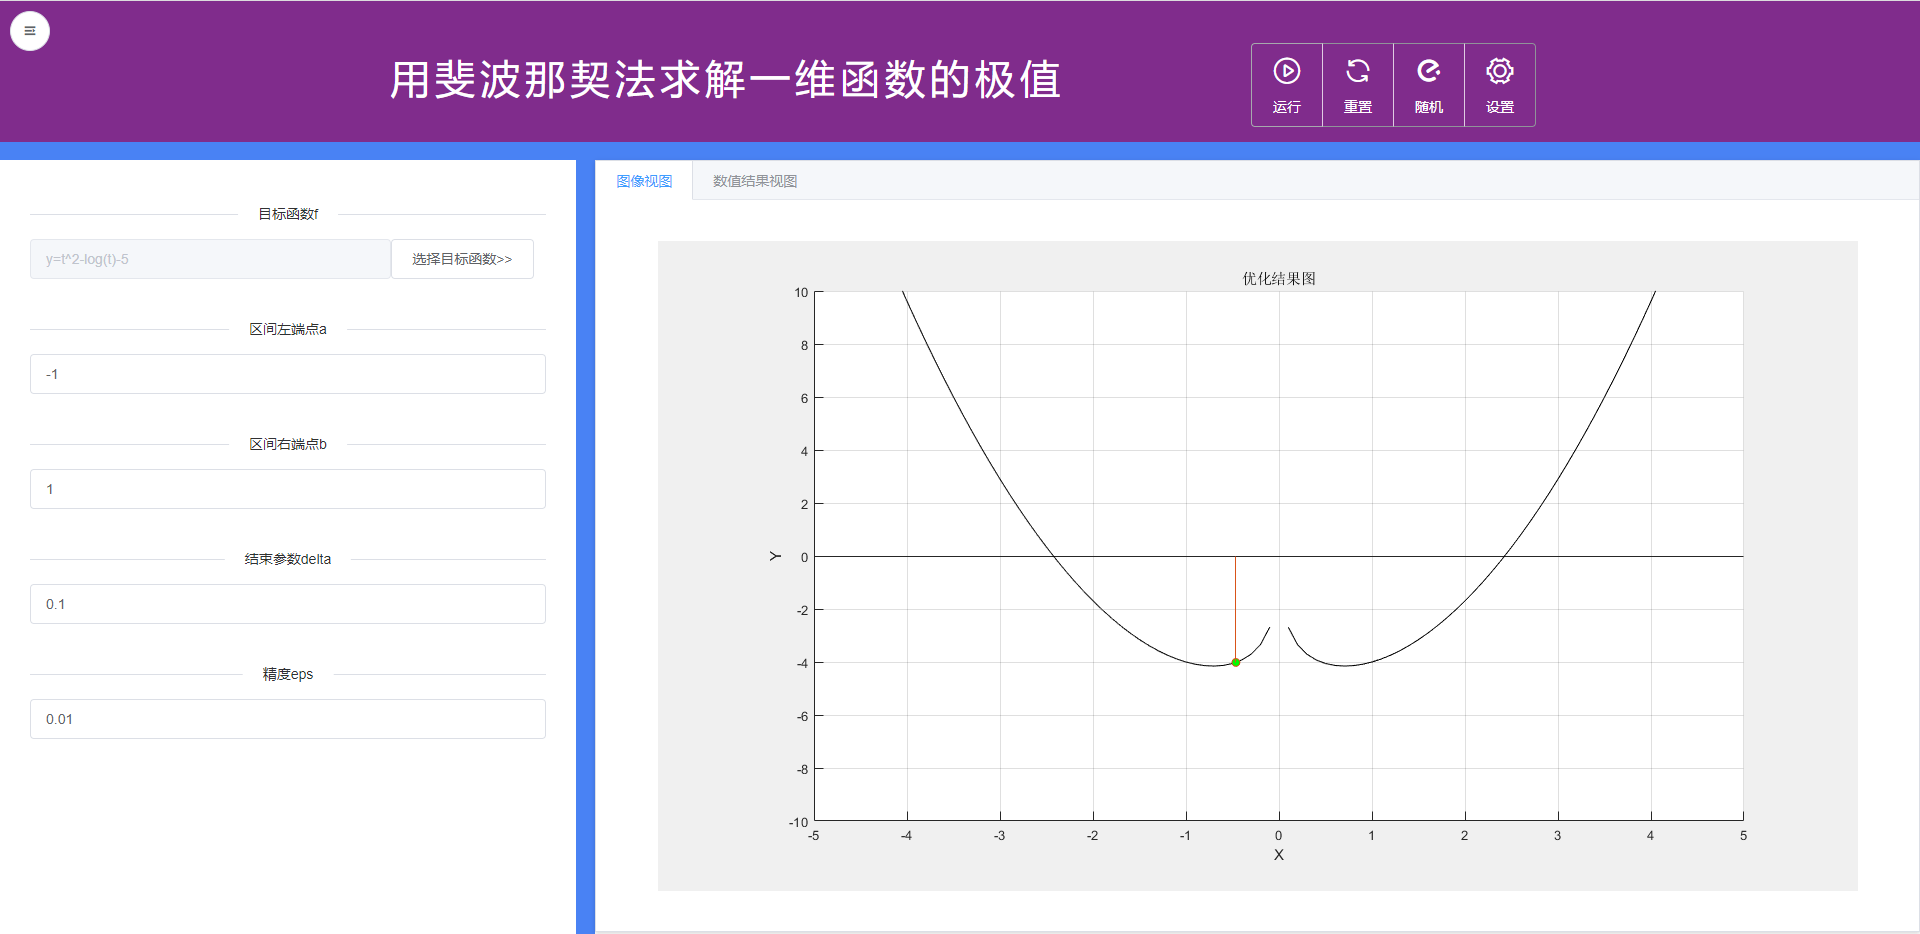 用斐波那契法求解一维函数的极值
运行
重置
随机
设置
目标函数f
y=t^2-log(t)-5
选择目标函数>>
区间左端点a
-1
区间右端点b
1
结束参数delta
0.1
精度eps
0.01
图像视图
数值结果视图
优化结果图
10
8
6
4
2
0
-2
-4
-6
-8
-10
Y
-5 -4 -3 -2 -1 0 1 2 3 4 5
X